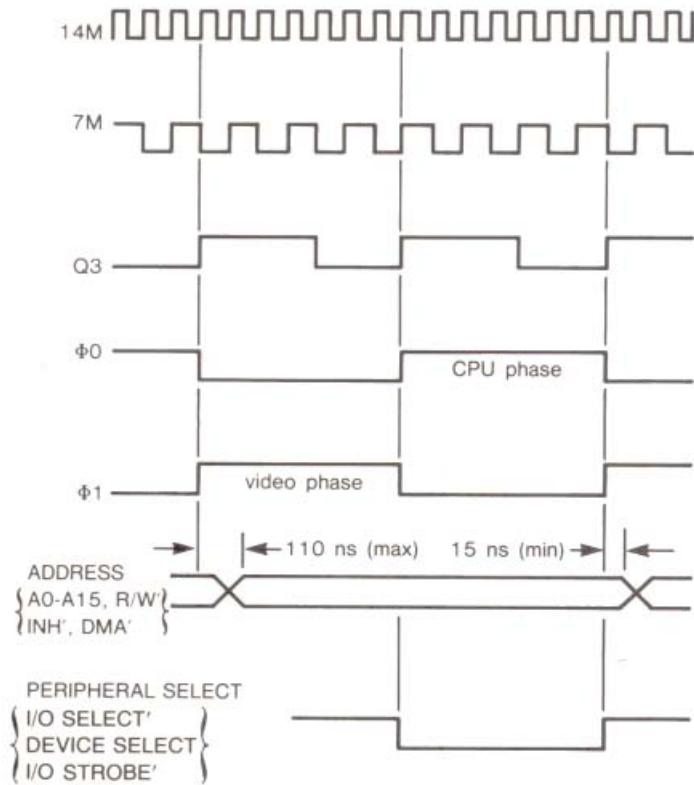 14M
7M
Q3
Φ0
CPU phase
Φ1
video phase
110 ns (max)
15 ns (min)
ADDRESS
A0-A15, R/W'
INH', DMA'
PERIPHERAL SELECT
I/O SELECT'
DEVICE SELECT
I/O STROBE'